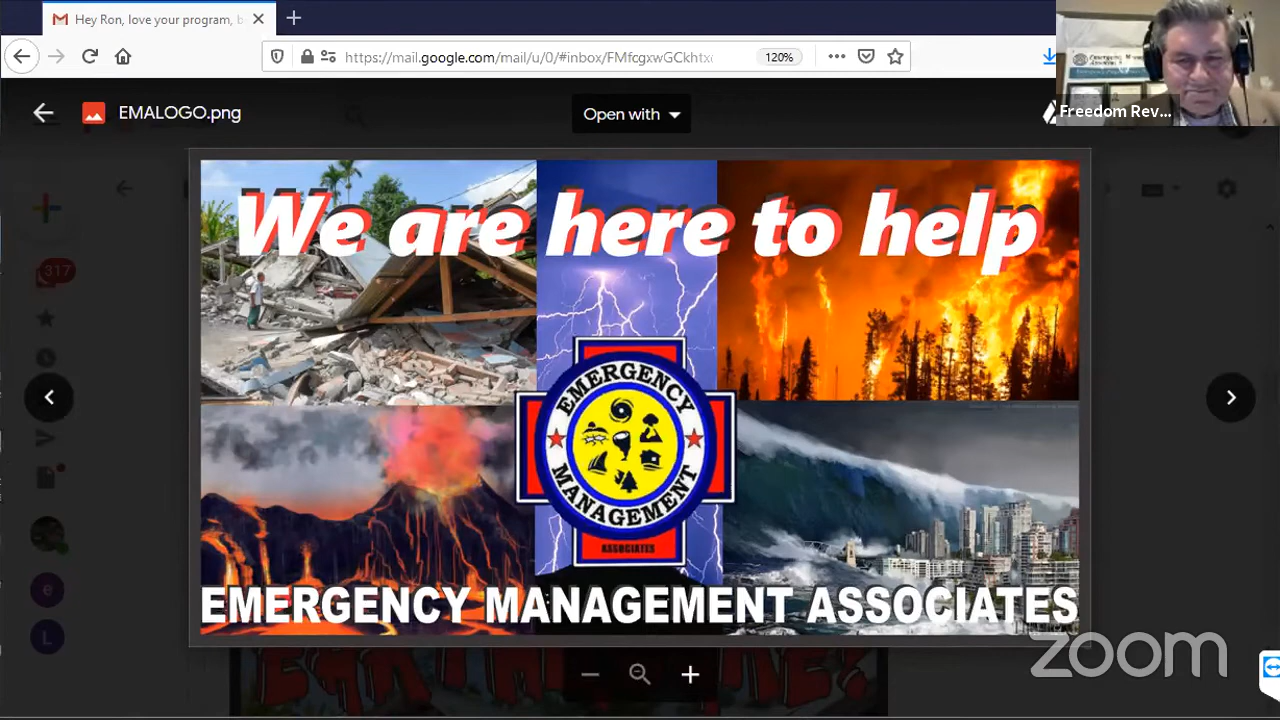 Hey Ron, love your program, b
https://mail.google.com/mail/u/0/#inbox/FMfcgxwGCkhtx
120%
EMALOGO.png
Open with
Freedom Rev...
317
We are here to help
EMERGENCY
MANAGEMENT
ASSOCIATES
EMERGENCY MANAGEMENT ASSOCIATES
e
L
zoom